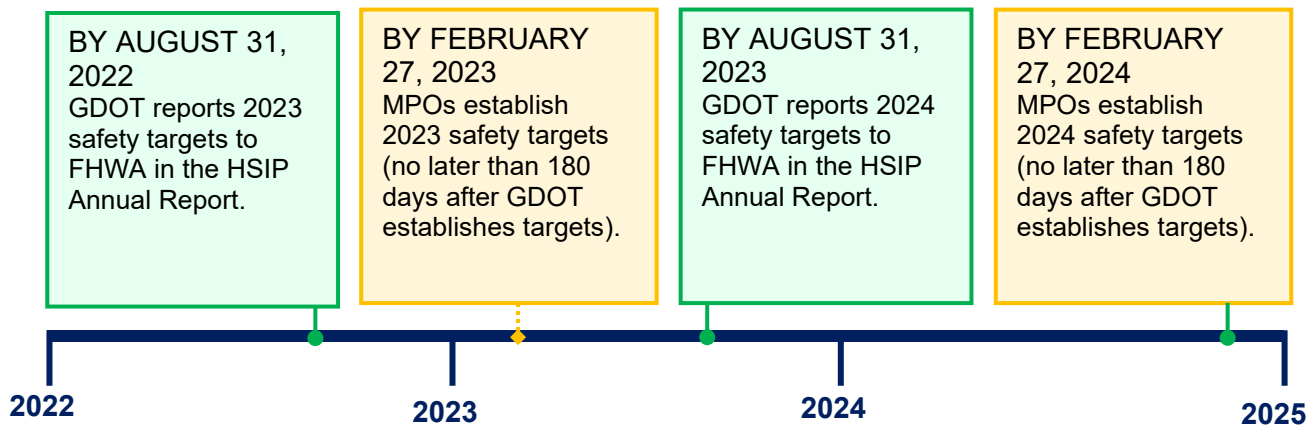 BY AUGUST 31,
2022
GDOT reports 2023
safety targets to
FHWA in the HSIP
Annual Report.
BY FEBRUARY
27, 2023
MPOs establish
2023 safety targets
(no later than 180
days after GDOT
establishes targets).
BY AUGUST 31,
2023
GDOT reports 2024
safety targets to
FHWA in the HSIP
Annual Report.
BY FEBRUARY
27, 2024
MPOs establish
2024 safety targets
(no later than 180
days after GDOT
establishes targets).
2022
2023
2024
2025